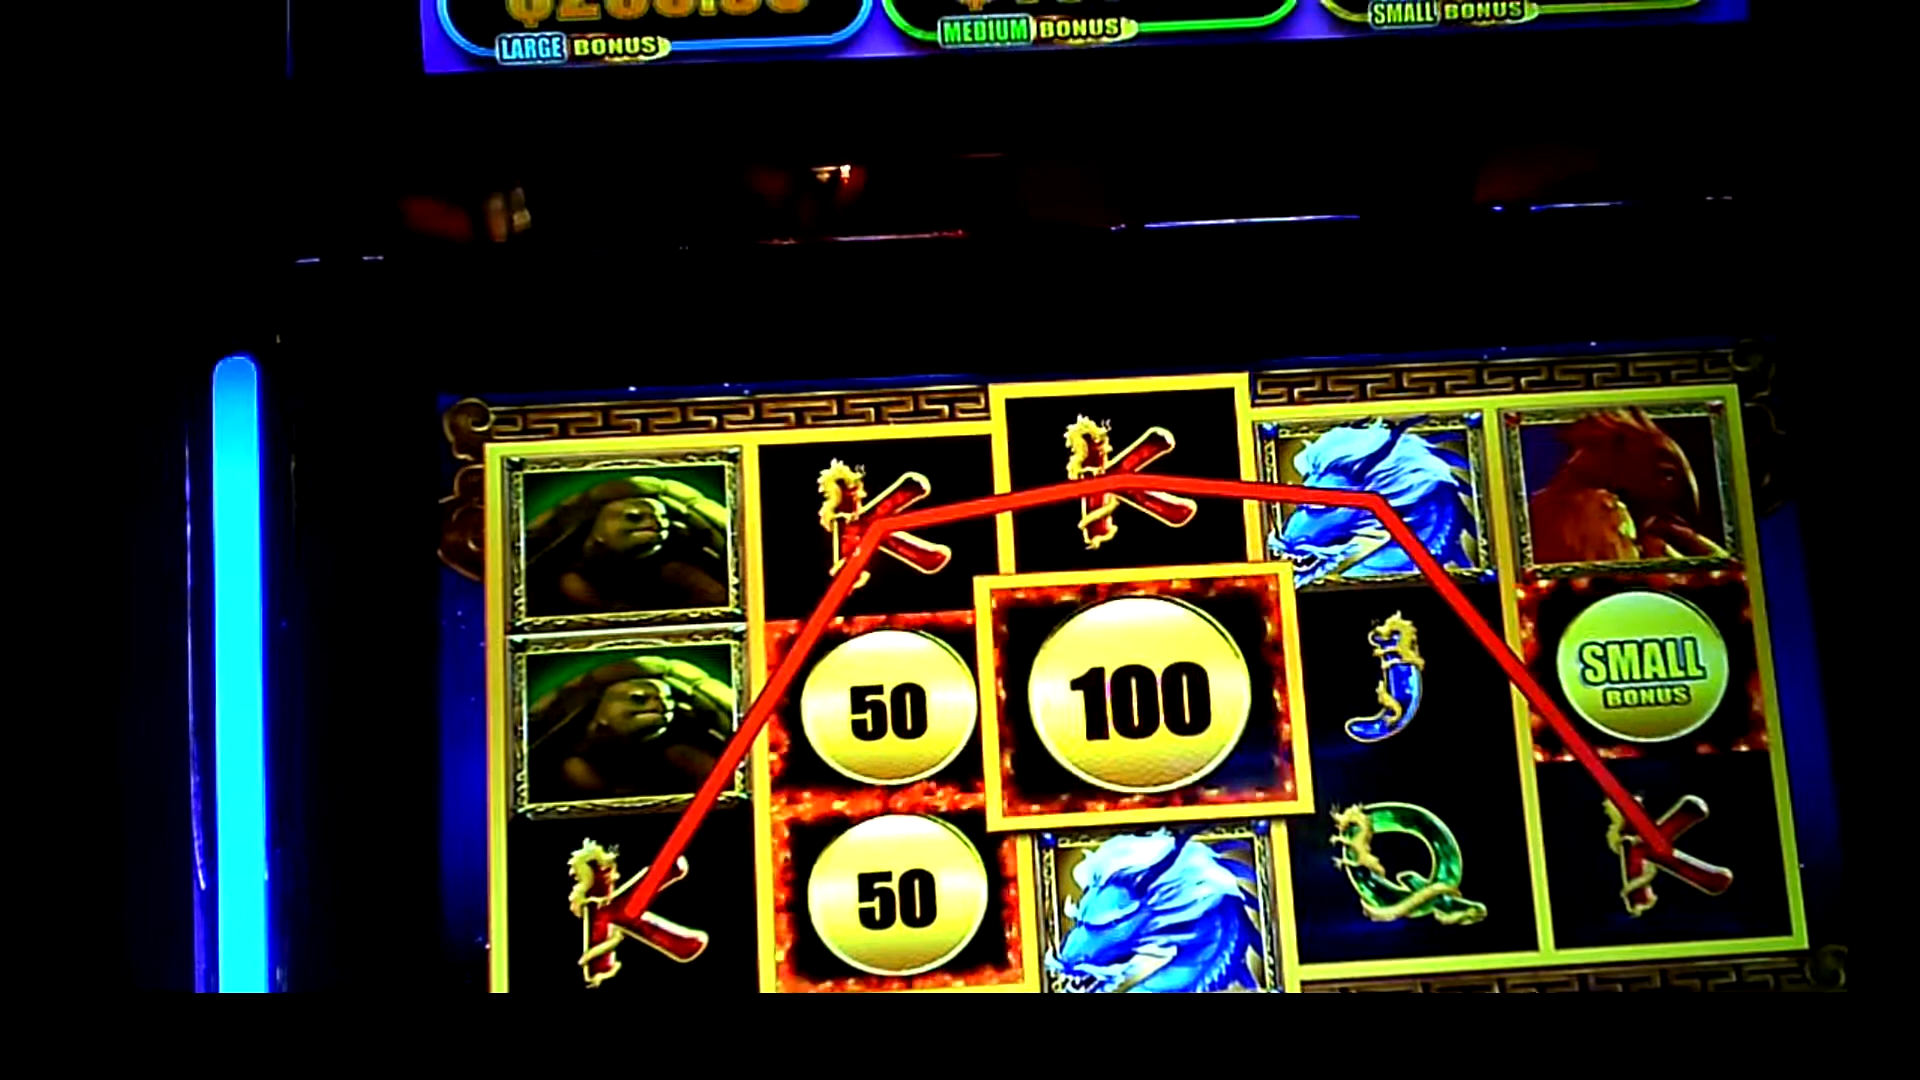 LARGE BONUS
MEDIUM BONUS
SMALL BONUS
K
K
50
100
J
SMALL
BONUS
K
50
Q
K